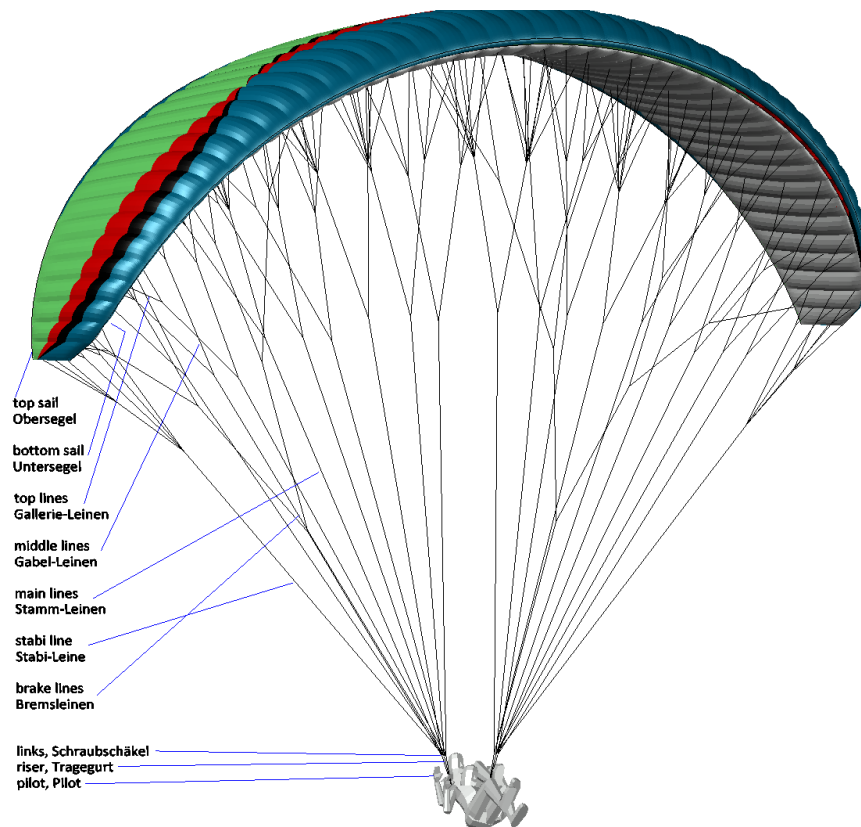 top sail
Obersegel
bottom sail
Untersegel
top lines
Gallerie-Leinen
middle lines
Gabel-Leinen
main lines
Stamm-Leinen
stabi line
Stabi-Leine
brake lines
Bremsleinen
links, Schraubschäkel
riser, Tragegurt
pilot, Pilot